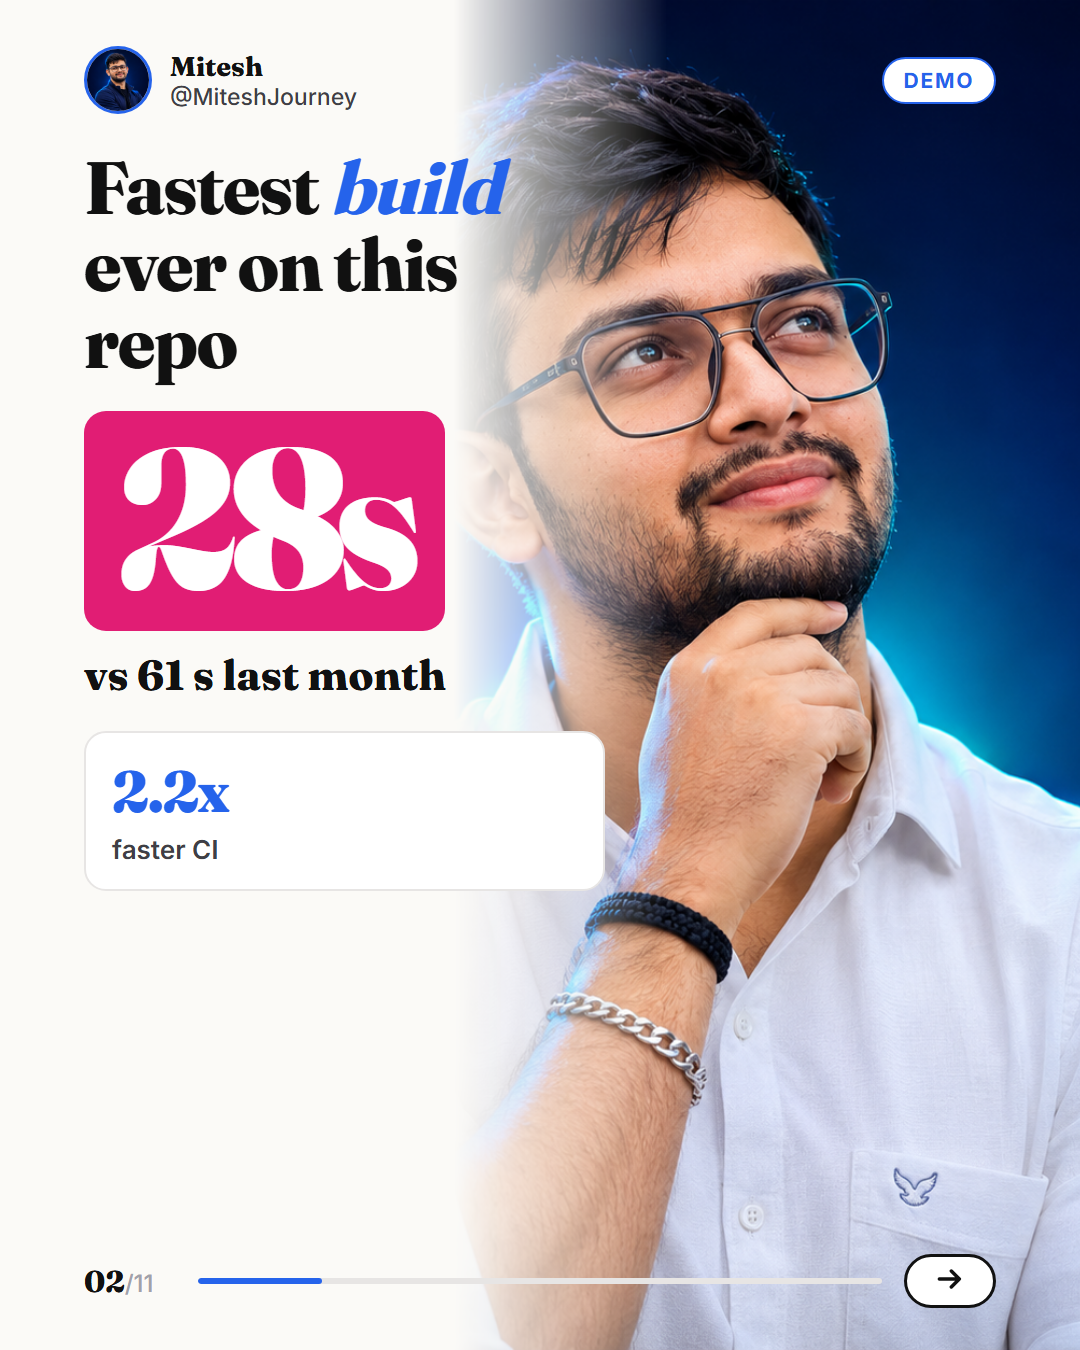 Mitesh
@MiteshJourney
DEMO
Fastest build
ever on this
repo
28s
vs 61 s last month
2.2x
faster CI
02/11
→